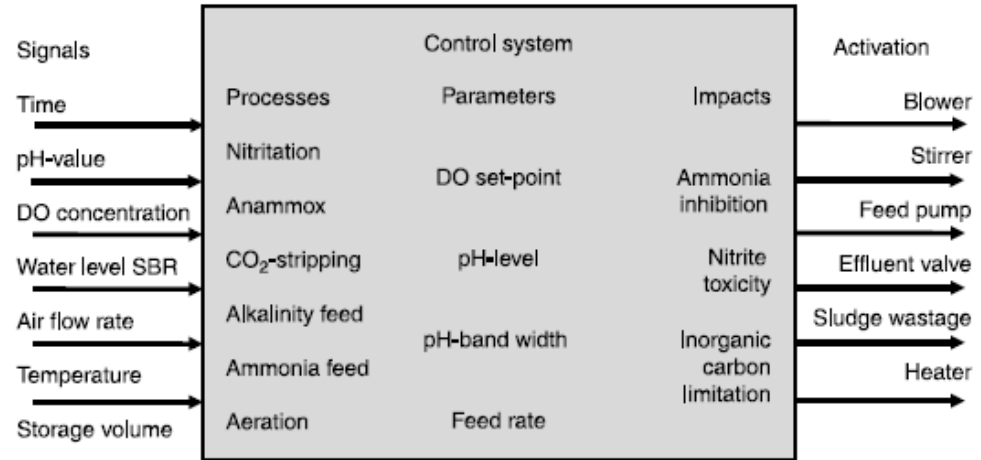 Signals
Control system
Activation
Time
Processes
Parameters
Impacts
Blower
pH-value
Nitritation
DO set-point
Ammonia
inhibition
Stirrer
DO concentration
Anammox
Feed pump
Water level SBR
CO₂-stripping
pH-level
Nitrite
toxicity
Effluent valve
Air flow rate
Alkalinity feed
pH-band width
Inorganic
carbon
limitation
Sludge wastage
Temperature
Ammonia feed
Heater
Storage volume
Aeration
Feed rate